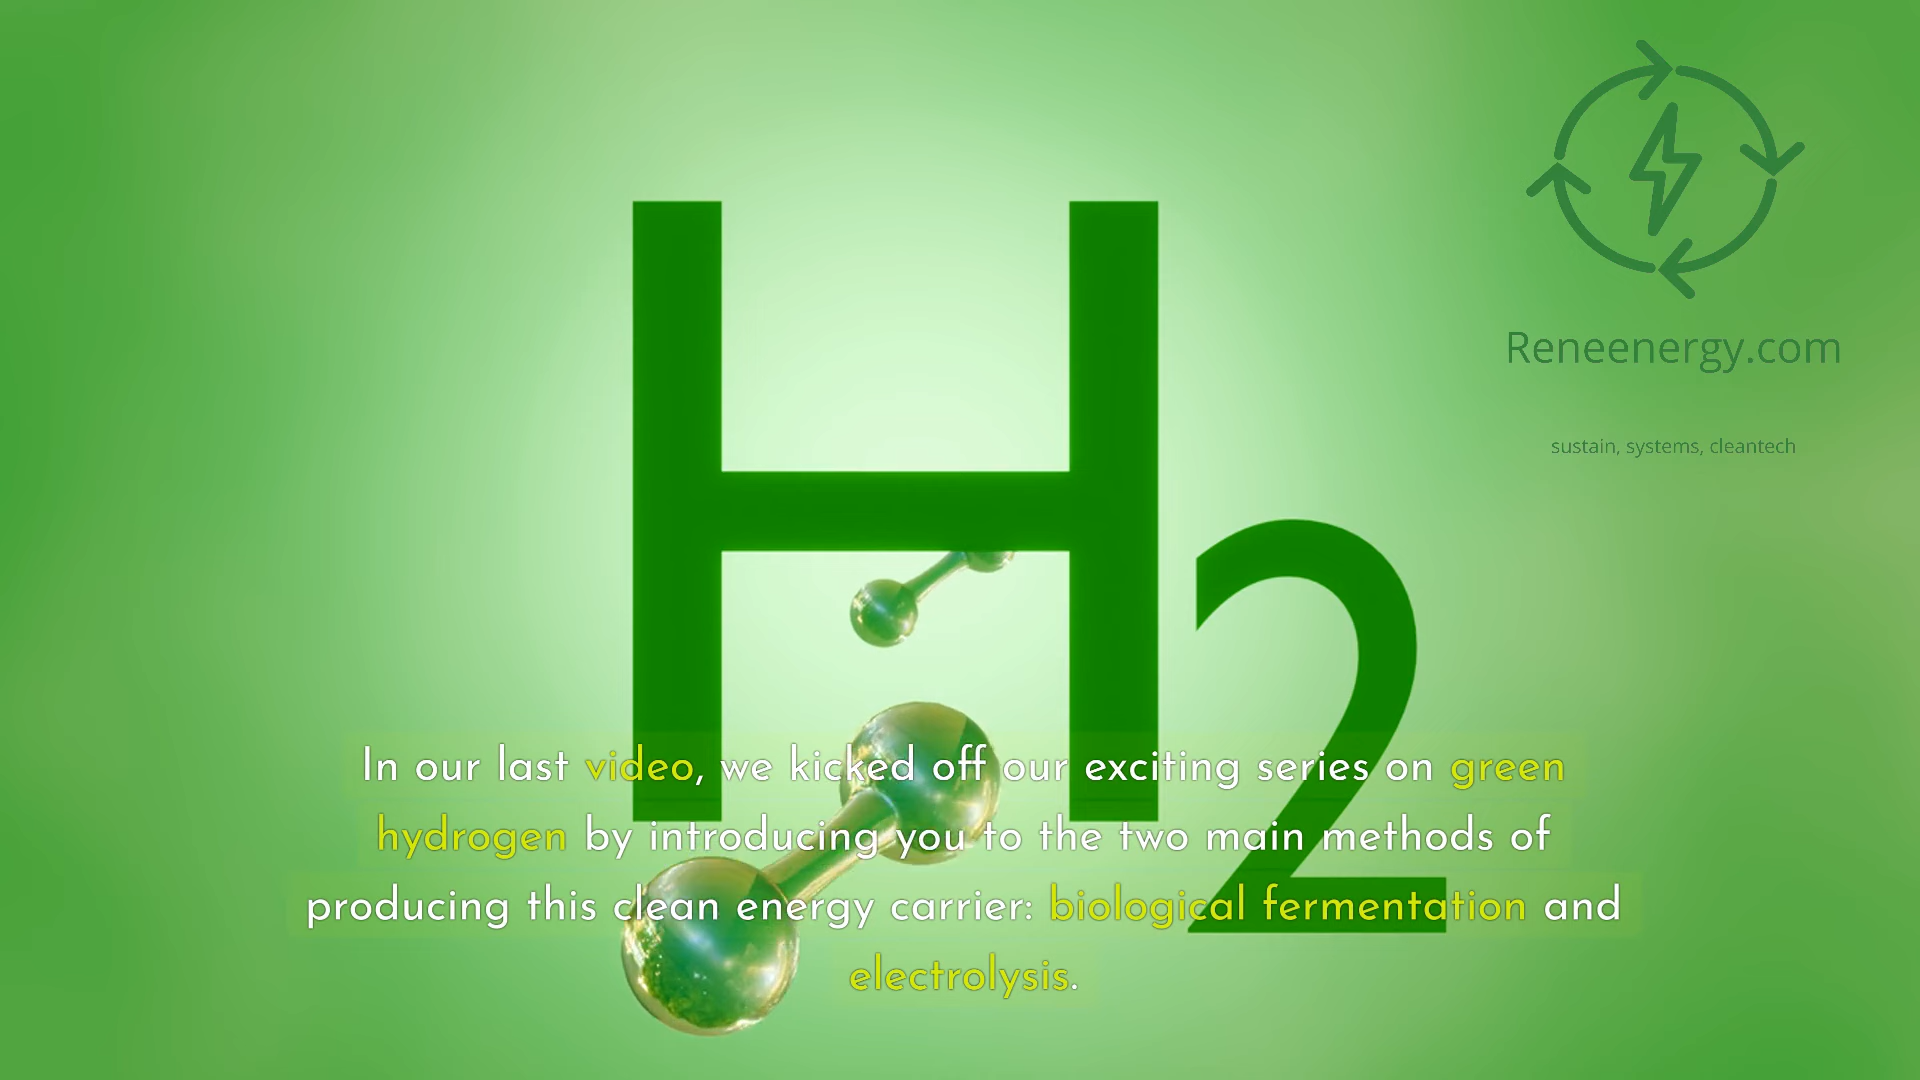 H2
Reneenergy.com
sustain, systems, cleantech
In our last video, we kicked off our exciting series on green
hydrogen by introducing you to the two main methods of
producing this clean energy carrier: biological fermentation and
electrolysis.